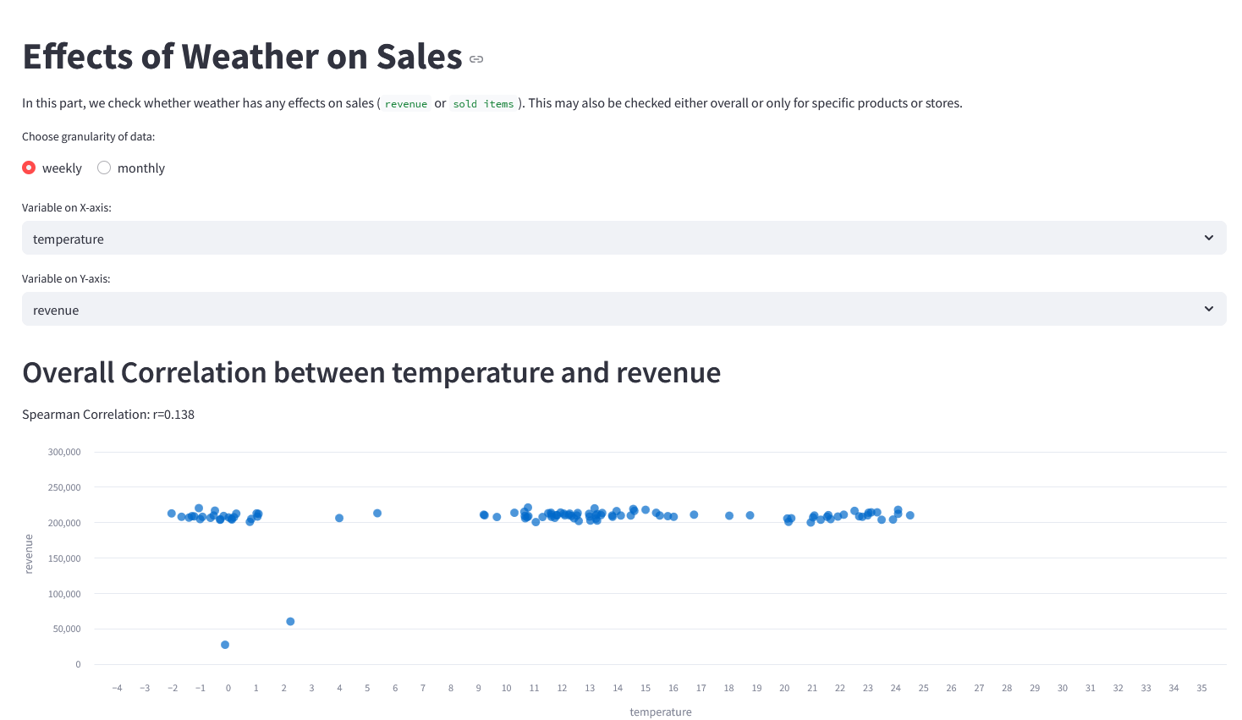 Effects of Weather on Sales
In this part, we check whether weather has any effects on sales ( revenue or sold items ). This may also be checked either overall or only for specific products or stores.
Choose granularity of data:
weekly monthly
Variable on X-axis:
temperature
Variable on Y-axis:
revenue
Overall Correlation between temperature and revenue
Spearman Correlation: r=0.138
300,000
250,000
200,000
150,000
100,000
50,000
0
revenue
−4 −3 −2 −1 0 1 2 3 4 5 6 7 8 9 10 11 12 13 14 15 16 17 18 19 20 21 22 23 24 25 26 27 28 29 30 31 32 33 34 35
temperature